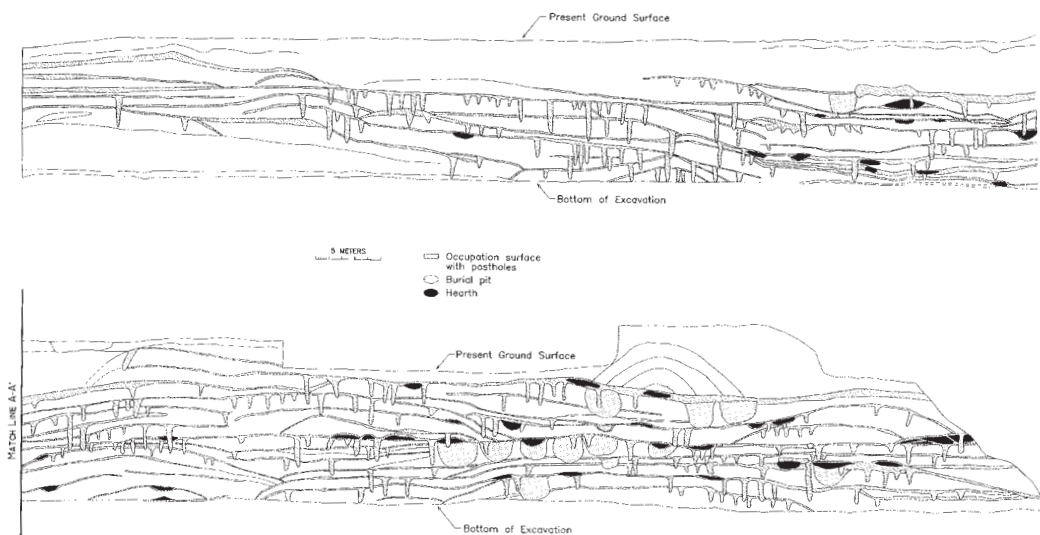 Present Ground Surface
Bottom of Excavation
5 METERS
Occupation surface
with postholes
Burial pit
Hearth
MATCH LINE A-A'
Present Ground Surface
Bottom of Excavation